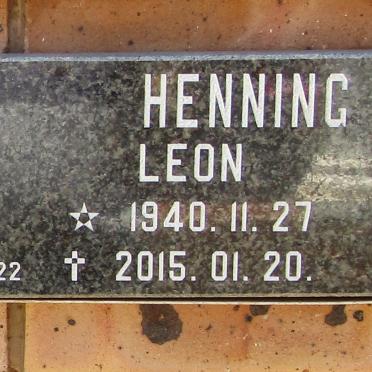 HENNING
LEON
☆ 1940. 11. 27
22 ✝ 2015. 01. 20.